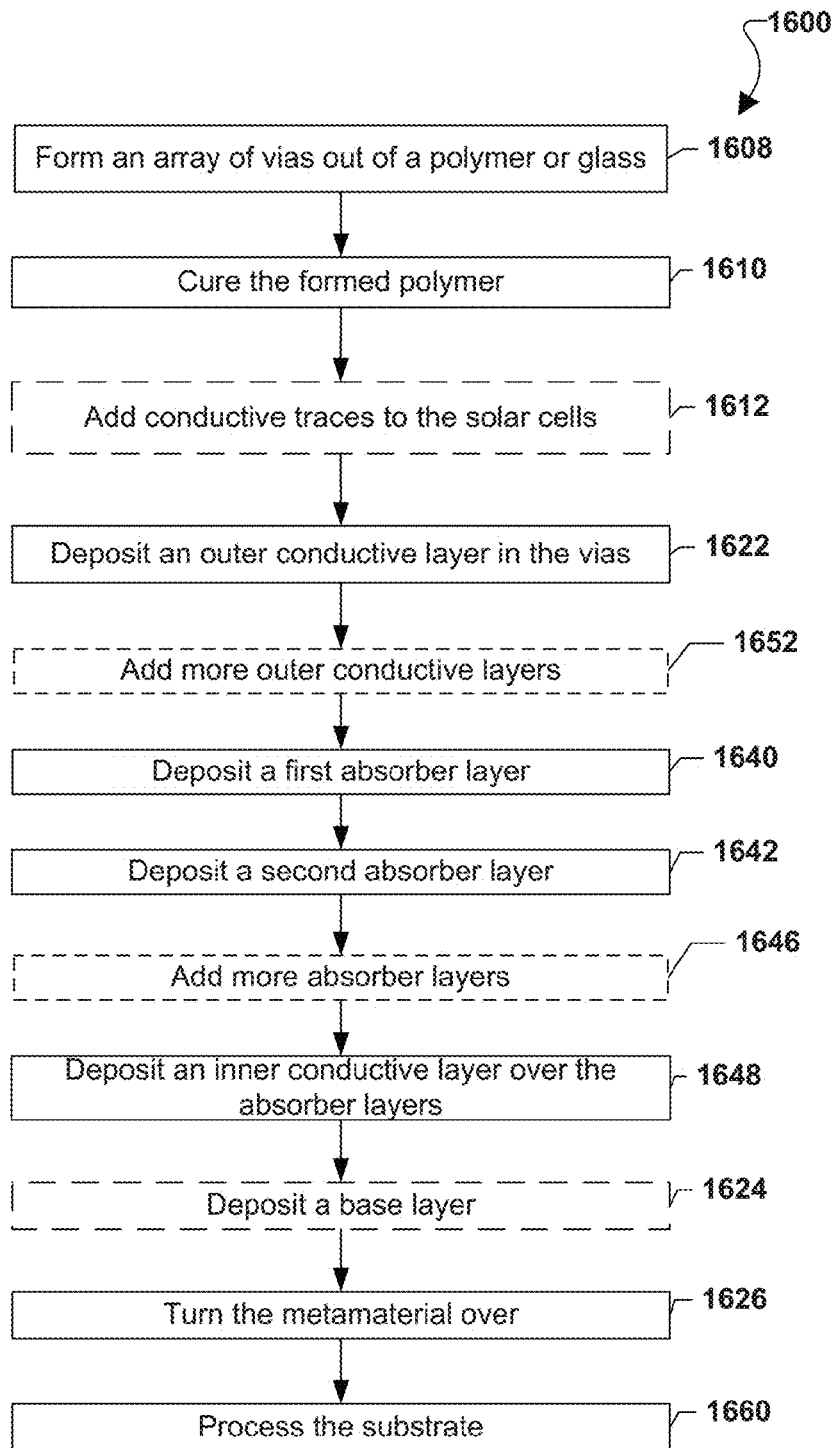 1600
Form an array of vias out of a polymer or glass
1608
Cure the formed polymer
1610
Add conductive traces to the solar cells
1612
Deposit an outer conductive layer in the vias
1622
Add more outer conductive layers
1652
Deposit a first absorber layer
1640
Deposit a second absorber layer
1642
Add more absorber layers
1646
Deposit an inner conductive layer over the
absorber layers
1648
Deposit a base layer
1624
Turn the metamaterial over
1626
Process the substrate
1660